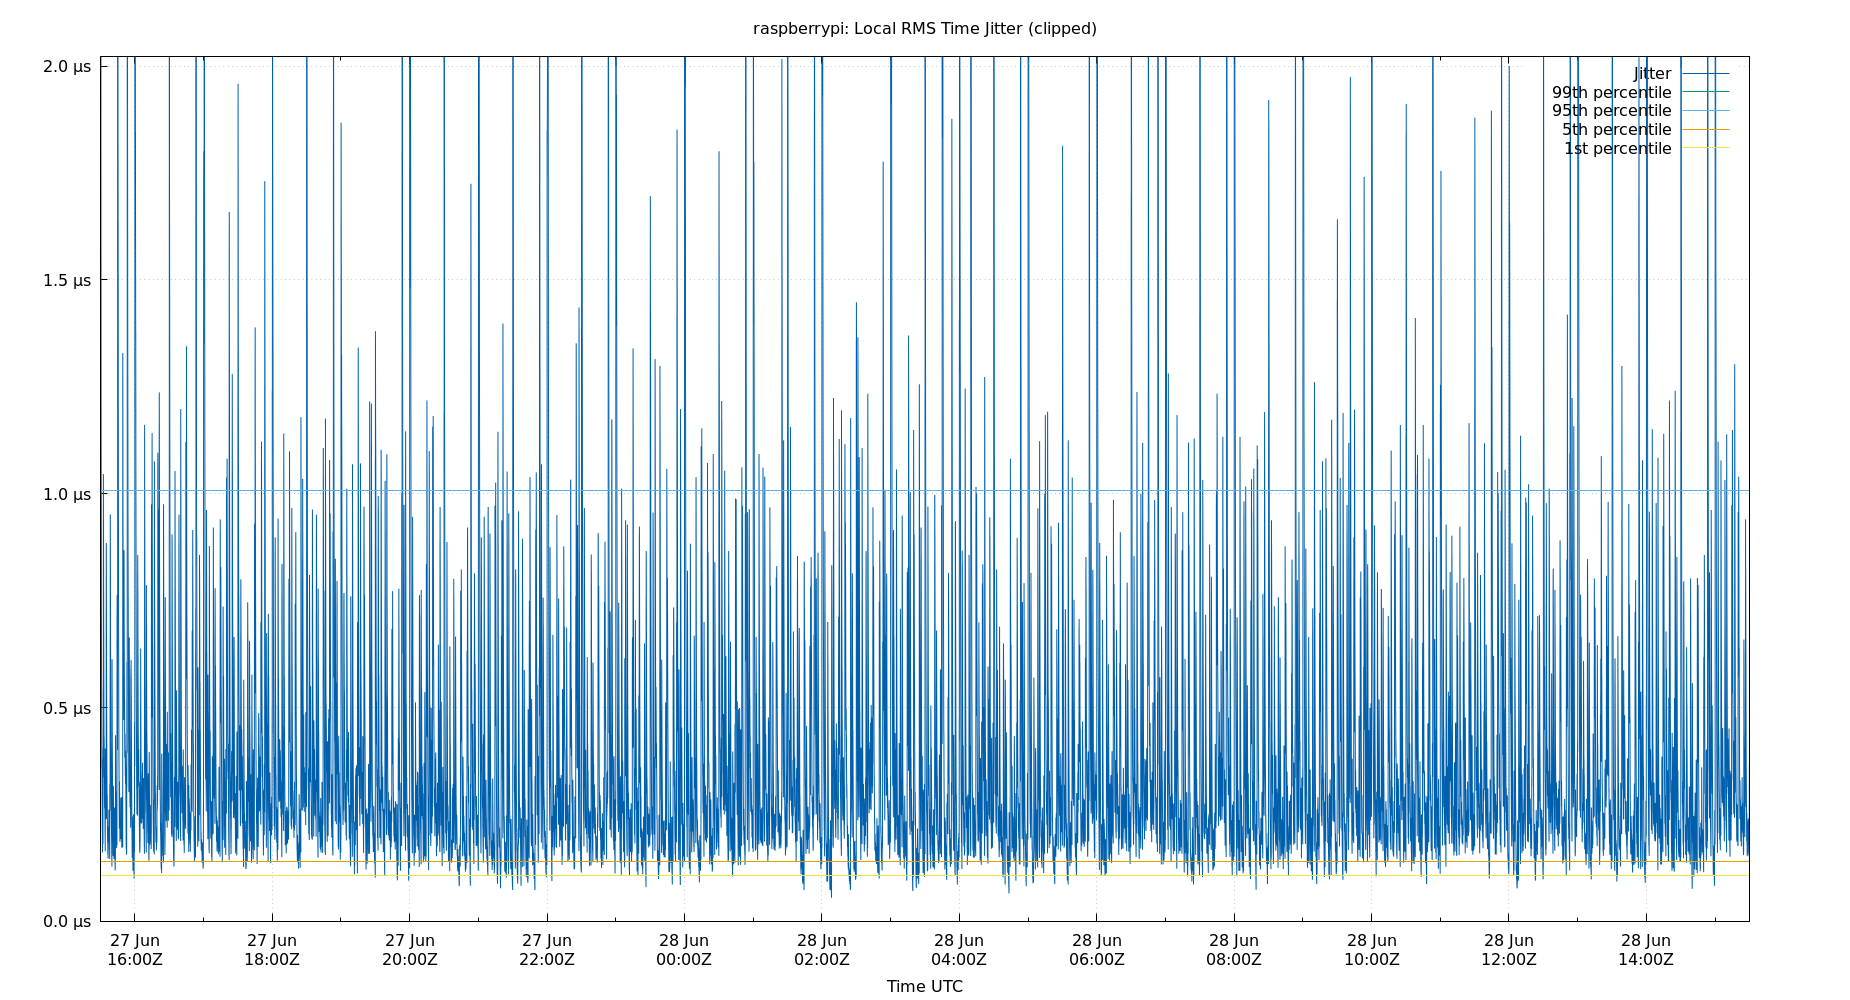 raspberrypi: Local RMS Time Jitter (clipped)
2.0 μs
1.5 μs
1.0 μs
0.5 μs
0.0 μs
Jitter
99th percentile
95th percentile
5th percentile
1st percentile
27 Jun 27 Jun 27 Jun 27 Jun 28 Jun 28 Jun 28 Jun 28 Jun 28 Jun 28 Jun 28 Jun 28 Jun
16:00Z 18:00Z 20:00Z 22:00Z 00:00Z 02:00Z 04:00Z 06:00Z 08:00Z 10:00Z 12:00Z 14:00Z
Time UTC